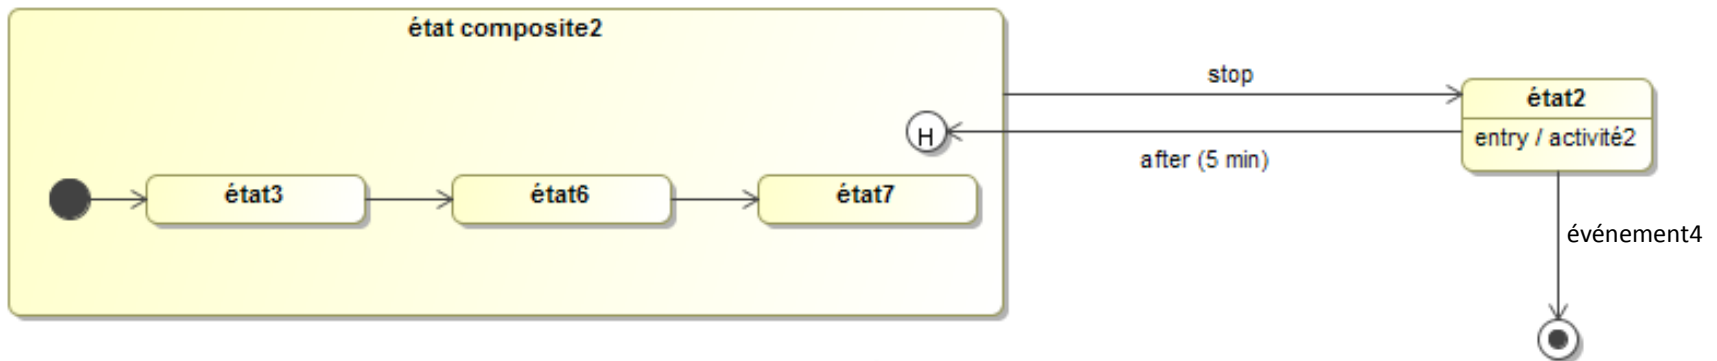 état composite2
stop
état2
entry / activité2
H
after (5 min)
état3
état6
état7
événement4